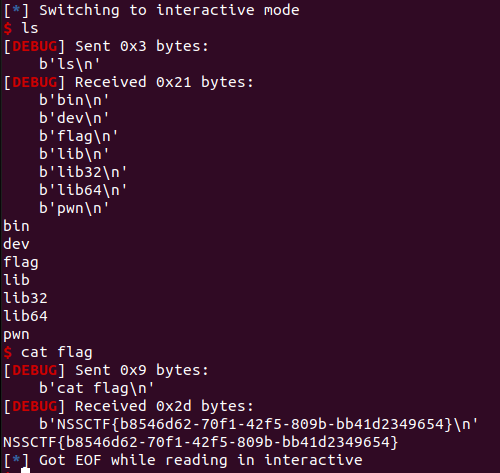 [*] Switching to interactive mode
$ ls
[DEBUG] Sent 0x3 bytes:
    b'ls\n'
[DEBUG] Received 0x21 bytes:
    b'bin\n'
    b'dev\n'
    b'flag\n'
    b'lib\n'
    b'lib32\n'
    b'lib64\n'
    b'pwn\n'
bin
dev
flag
lib
lib32
lib64
pwn
$ cat flag
[DEBUG] Sent 0x9 bytes:
    b'cat flag\n'
[DEBUG] Received 0x2d bytes:
    b'NSSCTF{b8546d62-70f1-42f5-809b-bb41d2349654}\n'
NSSCTF{b8546d62-70f1-42f5-809b-bb41d2349654}
[*] Got EOF while reading in interactive